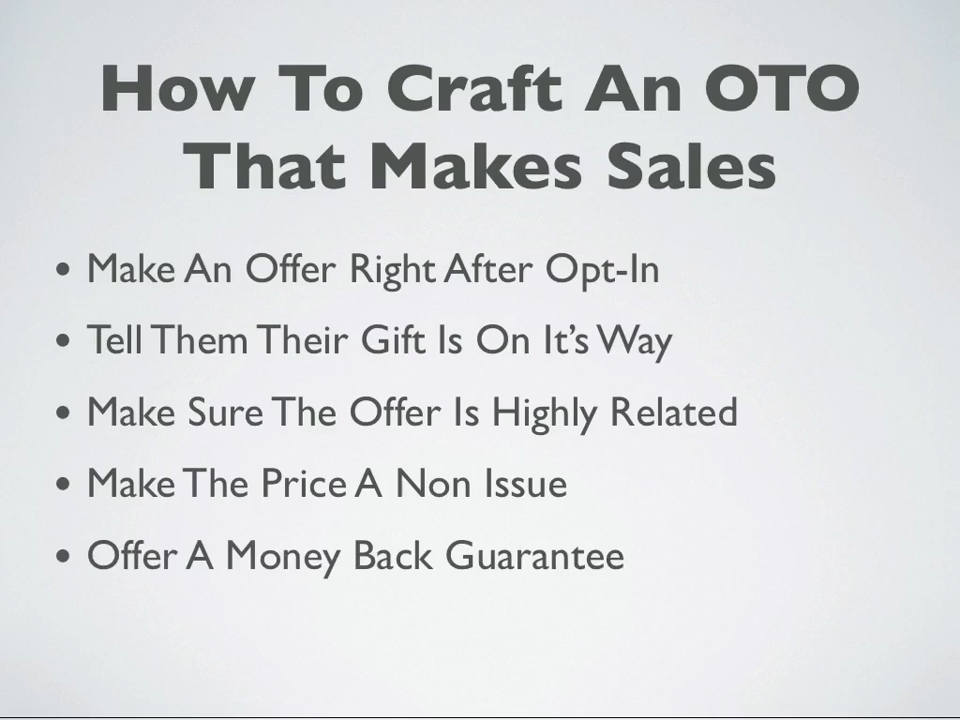 How To Craft An OTO
That Makes Sales
• Make An Offer Right After Opt-In
• Tell Them Their Gift Is On It’s Way
• Make Sure The Offer Is Highly Related
• Make The Price A Non Issue
• Offer A Money Back Guarantee